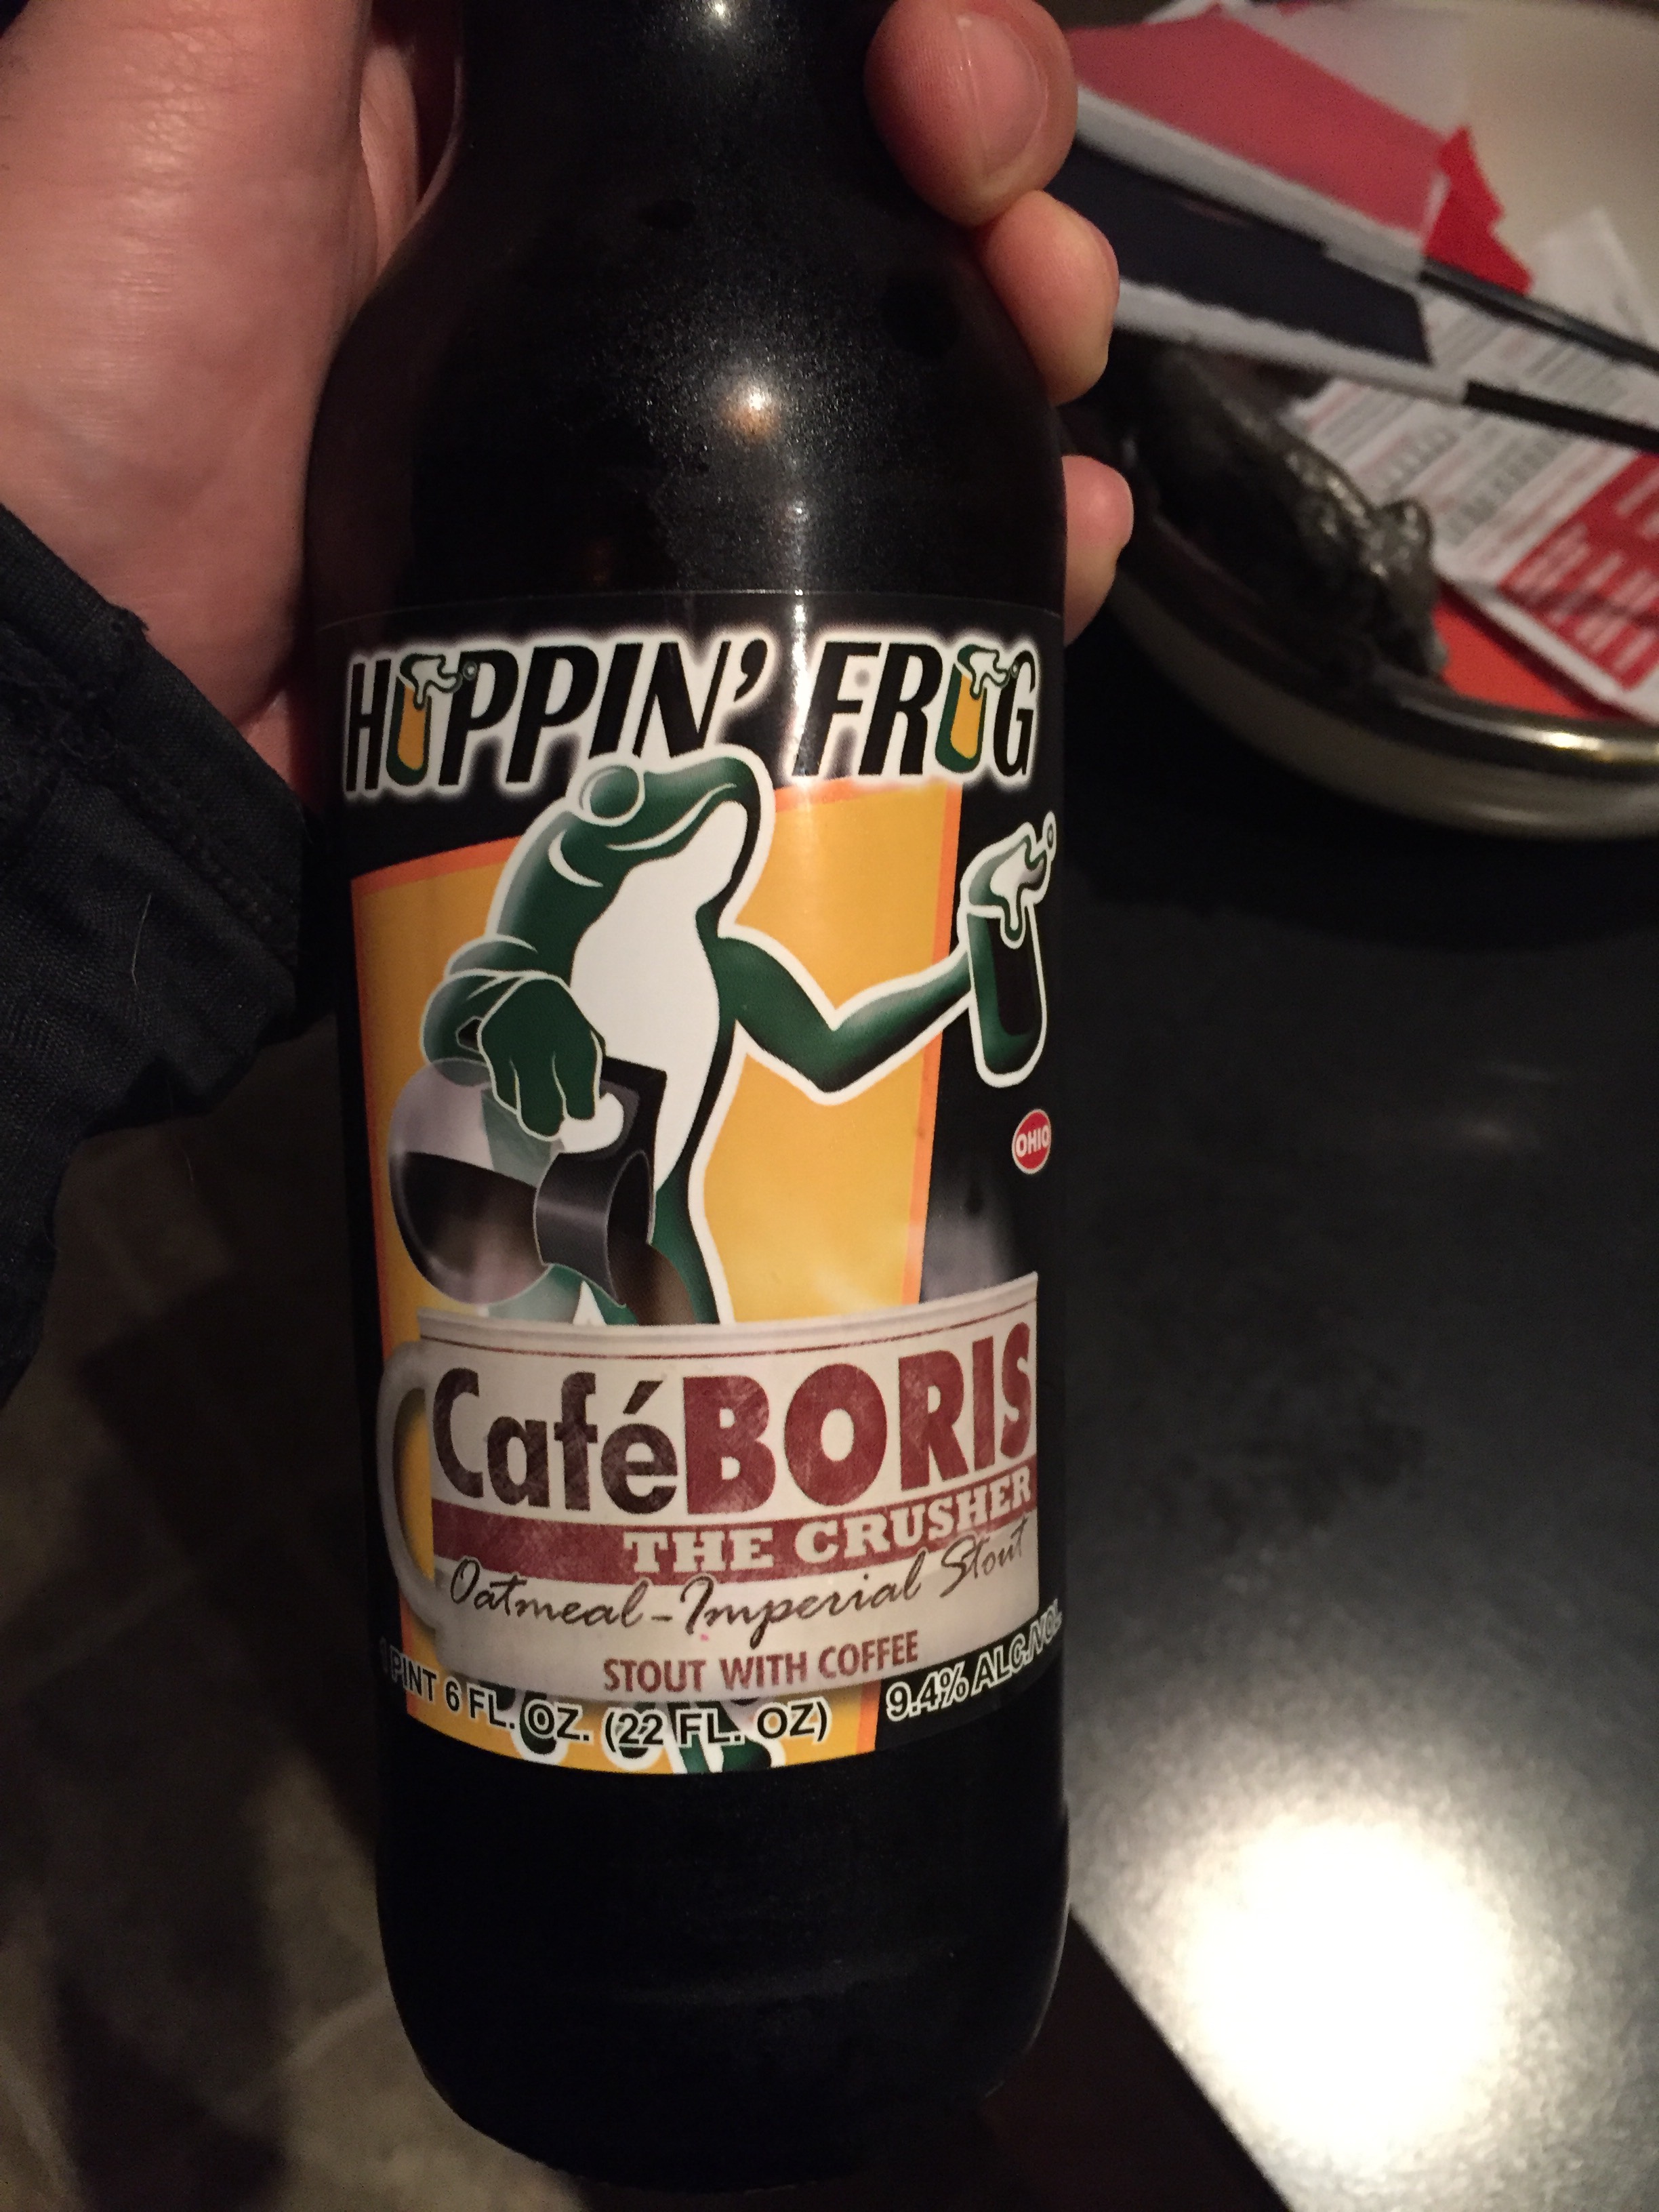 HOPPIN' FROG
OHIO
CaféBORIS
THE CRUSHER
Oatmeal-Imperial Stout
STOUT WITH COFFEE
PINT 6 FL. OZ. (22 FL. OZ)
9.4% ALC./VOL